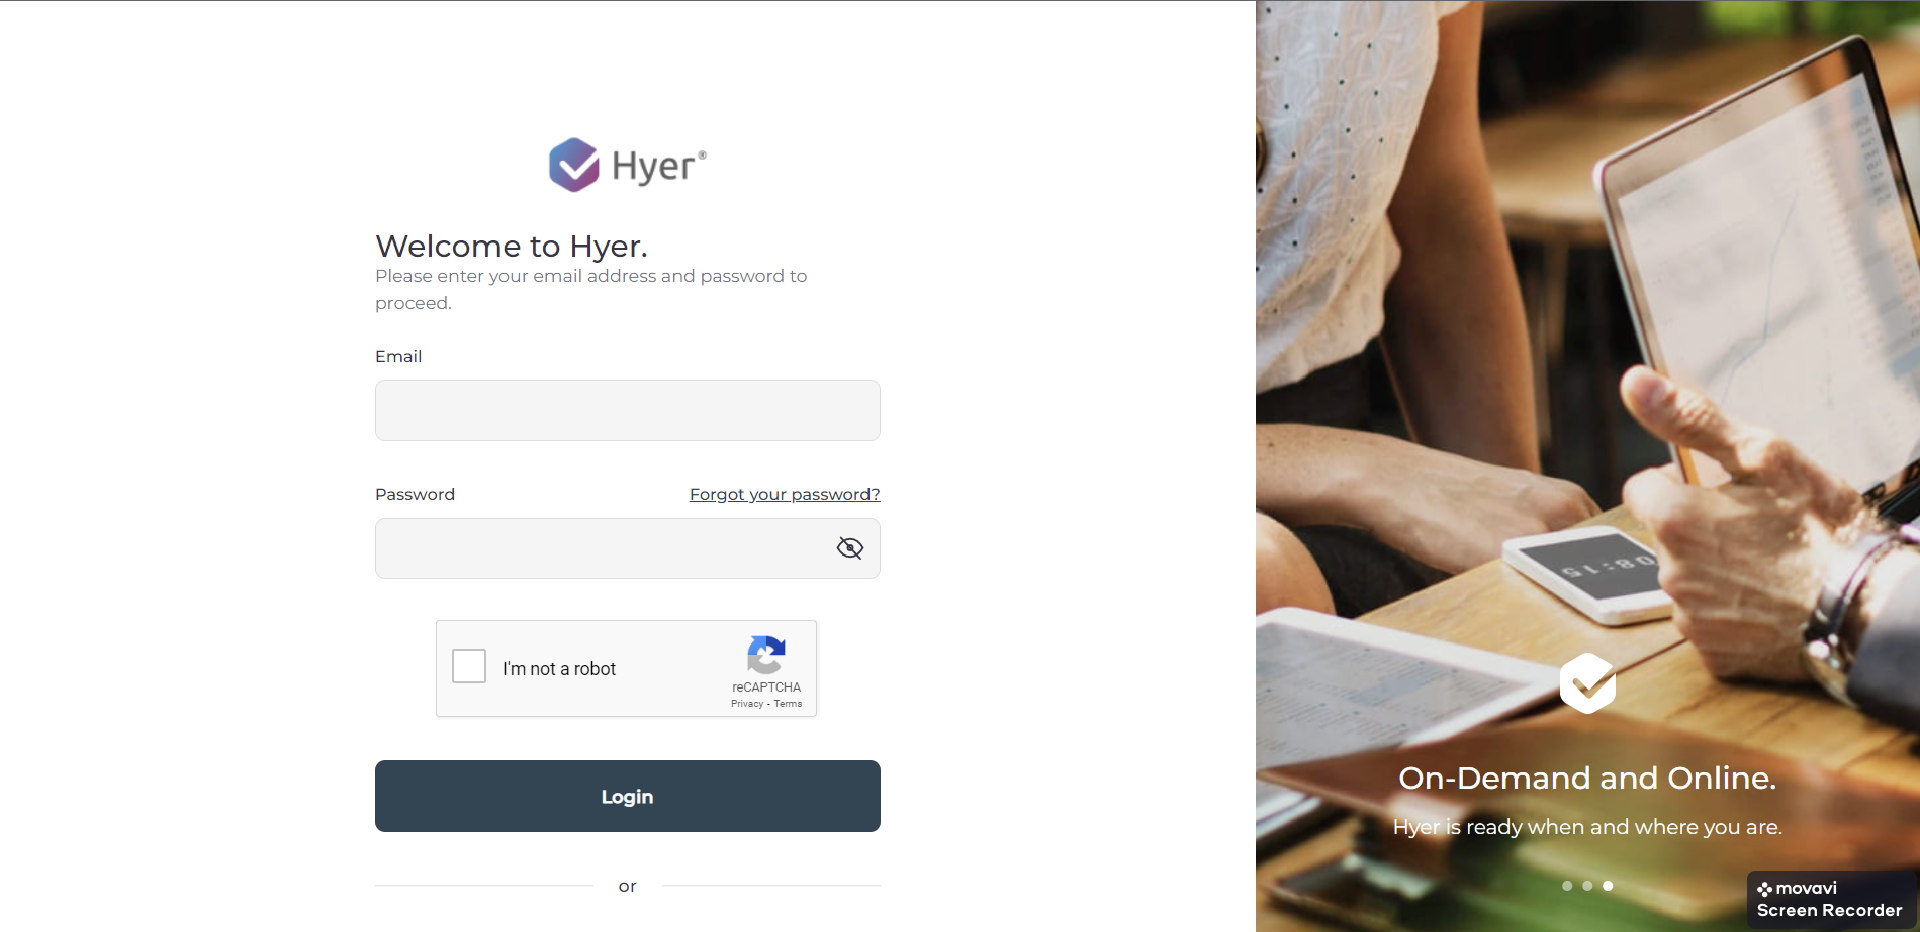 Hyer®
Welcome to Hyer.
Please enter your email address and password to
proceed.
Email
Password
Forgot your password?
I'm not a robot
reCAPTCHA
Privacy - Terms
Login
or
08:15
On-Demand and Online.
Hyer is ready when and where you are.
movavi
Screen Recorder